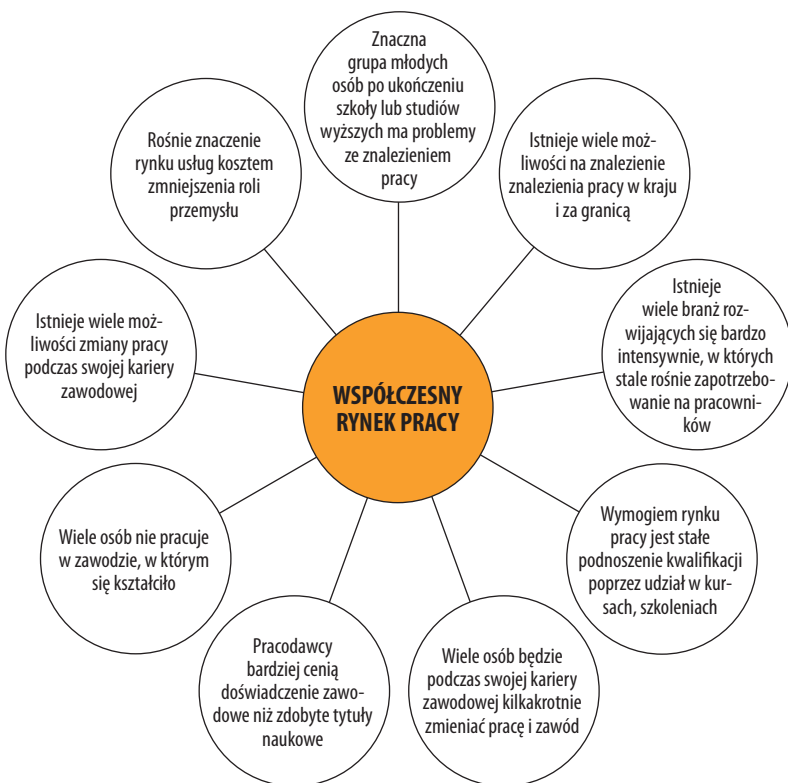 Znaczna
grupa młodych
osób po ukończeniu
szkoły lub studiów
wyższych ma problemy
ze znalezieniem
pracy
Istnieje wiele moż-
liwości na znalezienie
znalezienia pracy w kraju
i za granicą
Istnieje
wiele branż roz-
wijających się bardzo
intensywnie, w których
stale rośnie zapotrzebo-
wanie na pracowni-
ków
Wymogiem rynku
pracy jest stałe
podnoszenie kwalifikacji
poprzez udział w kur-
sach, szkoleniach
Wiele osób będzie
podczas swojej kariery
zawodowej kilkakrotnie
zmieniać pracę i zawód
Pracodawcy
bardziej cenią
doświadczenie zawo-
dowe niż zdobyte tytuły
naukowe
Wiele osób nie pracuje
w zawodzie, w którym
się kształciło
Istnieje wiele moż-
liwości zmiany pracy
podczas swojej kariery
zawodowej
Rośnie znaczenie
rynku usług kosztem
zmniejszenia roli
przemysłu
WSPÓŁCZESNY
RYNEK PRACY